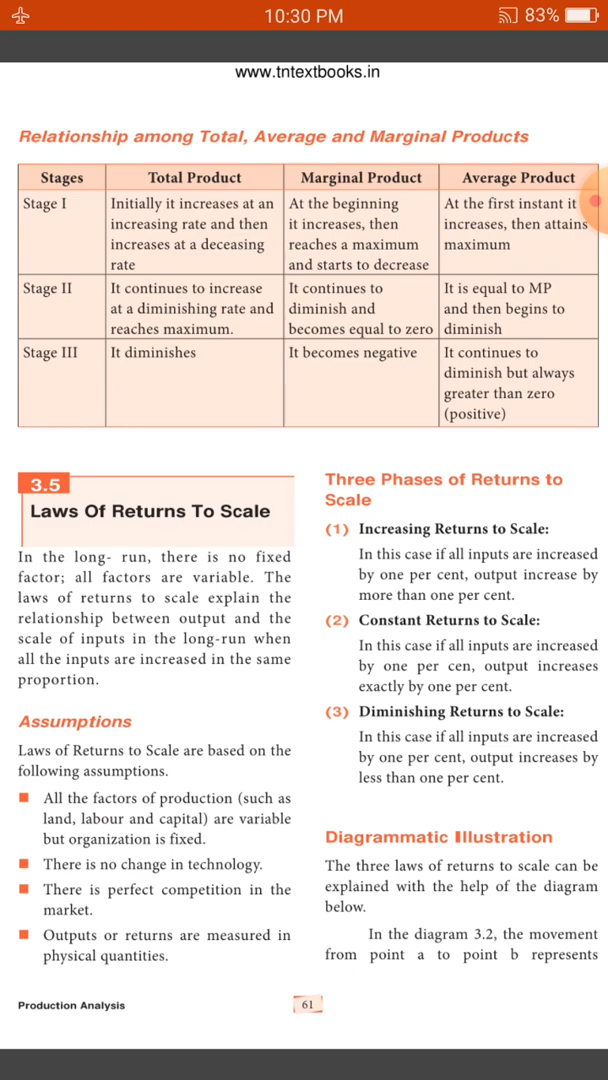 10:30 PM
83%
www.tntextbooks.in
Relationship among Total, Average and Marginal Products
Stages Total Product Marginal Product Average Product
Stage I
Initially it increases at an
increasing rate and then
increases at a deceasing
rate
At the beginning
it increases, then
reaches a maximum
and starts to decrease
At the first instant it
increases, then attains
maximum
Stage II
It continues to increase
at a diminishing rate and
reaches maximum.
It continues to
diminish and
becomes equal to zero
It is equal to MP
and then begins to
diminish
Stage III
It diminishes
It becomes negative
It continues to
diminish but always
greater than zero
(positive)
3.5
Laws Of Returns To Scale
In the long- run, there is no fixed
factor; all factors are variable. The
laws of returns to scale explain the
relationship between output and the
scale of inputs in the long-run when
all the inputs are increased in the same
proportion.
Assumptions
Laws of Returns to Scale are based on the
following assumptions.
■ All the factors of production (such as
land, labour and capital) are variable
but organization is fixed.
■ There is no change in technology.
■ There is perfect competition in the
market.
■ Outputs or returns are measured in
physical quantities.
Three Phases of Returns to
Scale
(1) Increasing Returns to Scale:
In this case if all inputs are increased
by one per cent, output increase by
more than one per cent.
(2) Constant Returns to Scale:
In this case if all inputs are increased
by one per cen, output increases
exactly by one per cent.
(3) Diminishing Returns to Scale:
In this case if all inputs are increased
by one per cent, output increases by
less than one per cent.
Diagrammatic Illustration
The three laws of returns to scale can be
explained with the help of the diagram
below.
In the diagram 3.2, the movement
from point a to point b represents
Production Analysis
61